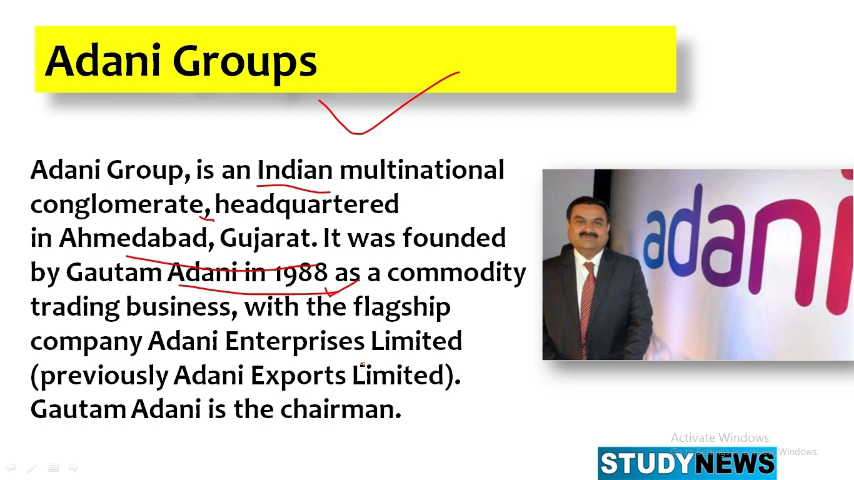 Adani Groups
Adani Group, is an Indian multinational
conglomerate, headquartered
in Ahmedabad, Gujarat. It was founded
by Gautam Adani in 1988 as a commodity
trading business, with the flagship
company Adani Enterprises Limited
(previously Adani Exports Limited).
Gautam Adani is the chairman.
adani
Activate Windows
Windows.
STUDYNEWS